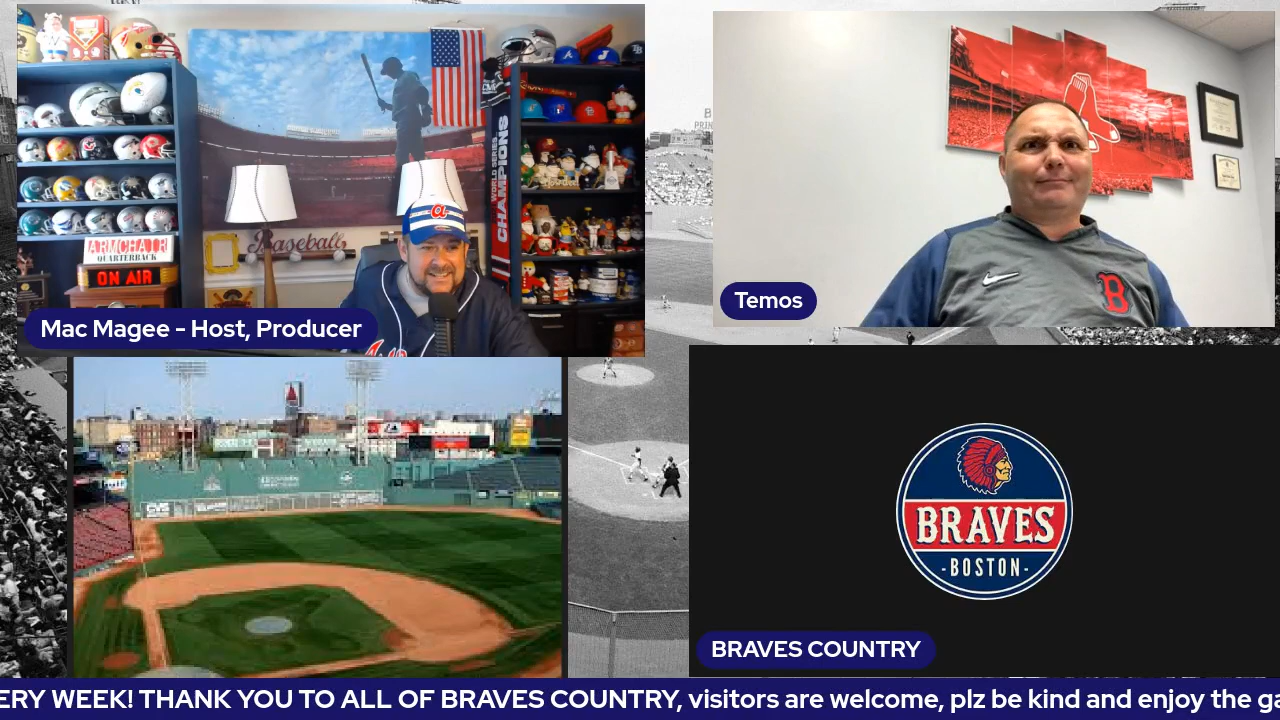 ARMCHAIR
QUARTERBACK
ON AIR
Baseball
WORLD SERIES
CHAMPIONS
a
Mac Magee - Host, Producer
B
Temos
BRAVES
-BOSTON-
BRAVES COUNTRY
ERY WEEK! THANK YOU TO ALL OF BRAVES COUNTRY, visitors are welcome, plz be kind and enjoy the ga